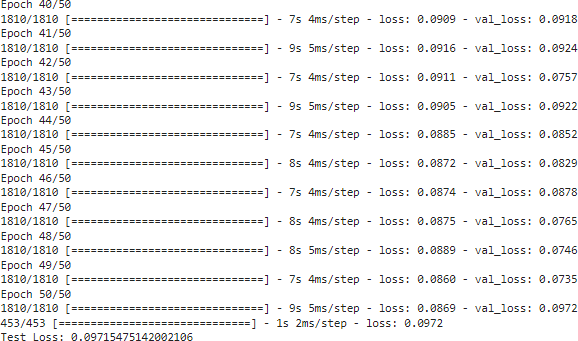 Epoch 40/50
1810/1810 [==============================] - 7s 4ms/step - loss: 0.0909 - val_loss: 0.0918
Epoch 41/50
1810/1810 [==============================] - 9s 5ms/step - loss: 0.0916 - val_loss: 0.0924
Epoch 42/50
1810/1810 [==============================] - 7s 4ms/step - loss: 0.0911 - val_loss: 0.0757
Epoch 43/50
1810/1810 [==============================] - 9s 5ms/step - loss: 0.0905 - val_loss: 0.0922
Epoch 44/50
1810/1810 [==============================] - 7s 4ms/step - loss: 0.0885 - val_loss: 0.0852
Epoch 45/50
1810/1810 [==============================] - 8s 4ms/step - loss: 0.0872 - val_loss: 0.0829
Epoch 46/50
1810/1810 [==============================] - 7s 4ms/step - loss: 0.0874 - val_loss: 0.0878
Epoch 47/50
1810/1810 [==============================] - 8s 4ms/step - loss: 0.0875 - val_loss: 0.0765
Epoch 48/50
1810/1810 [==============================] - 8s 5ms/step - loss: 0.0889 - val_loss: 0.0746
Epoch 49/50
1810/1810 [==============================] - 7s 4ms/step - loss: 0.0860 - val_loss: 0.0735
Epoch 50/50
1810/1810 [==============================] - 9s 5ms/step - loss: 0.0869 - val_loss: 0.0972
453/453 [==============================] - 1s 2ms/step - loss: 0.0972
Test Loss: 0.09715475142002106